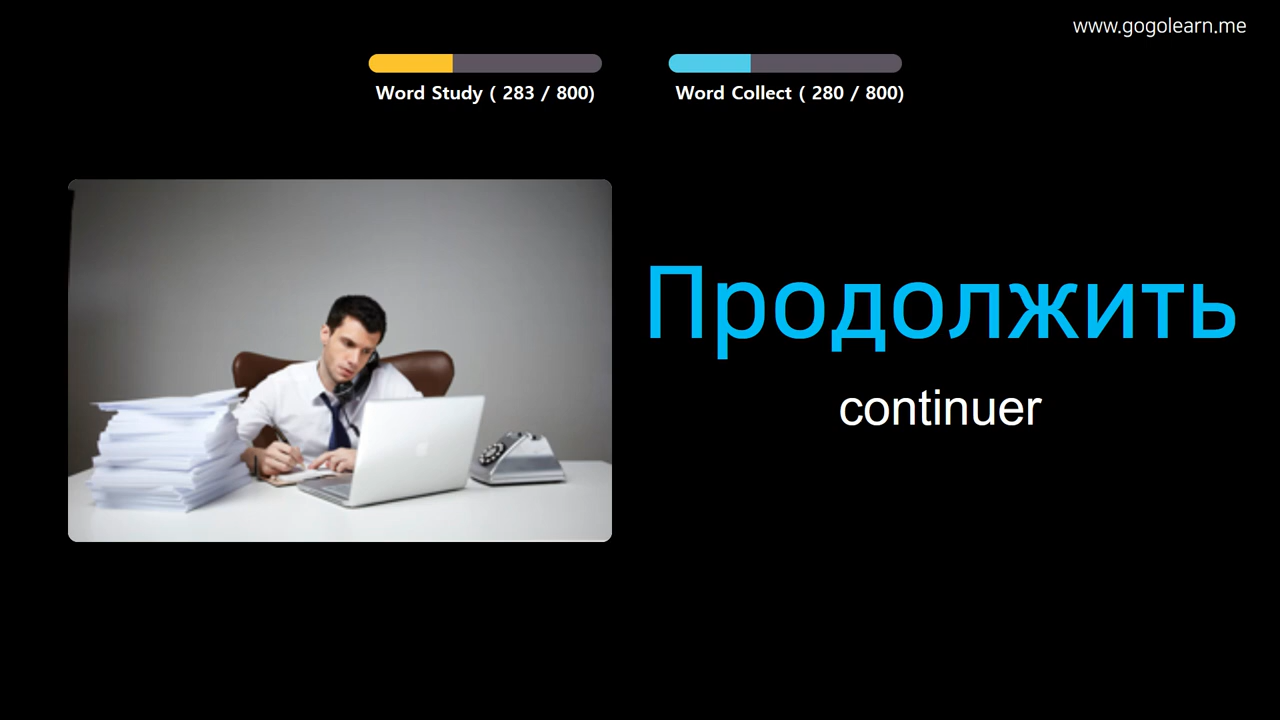 www.gogolearn.me
Word Study ( 283 / 800)
Word Collect ( 280 / 800)
Продолжить
continuer